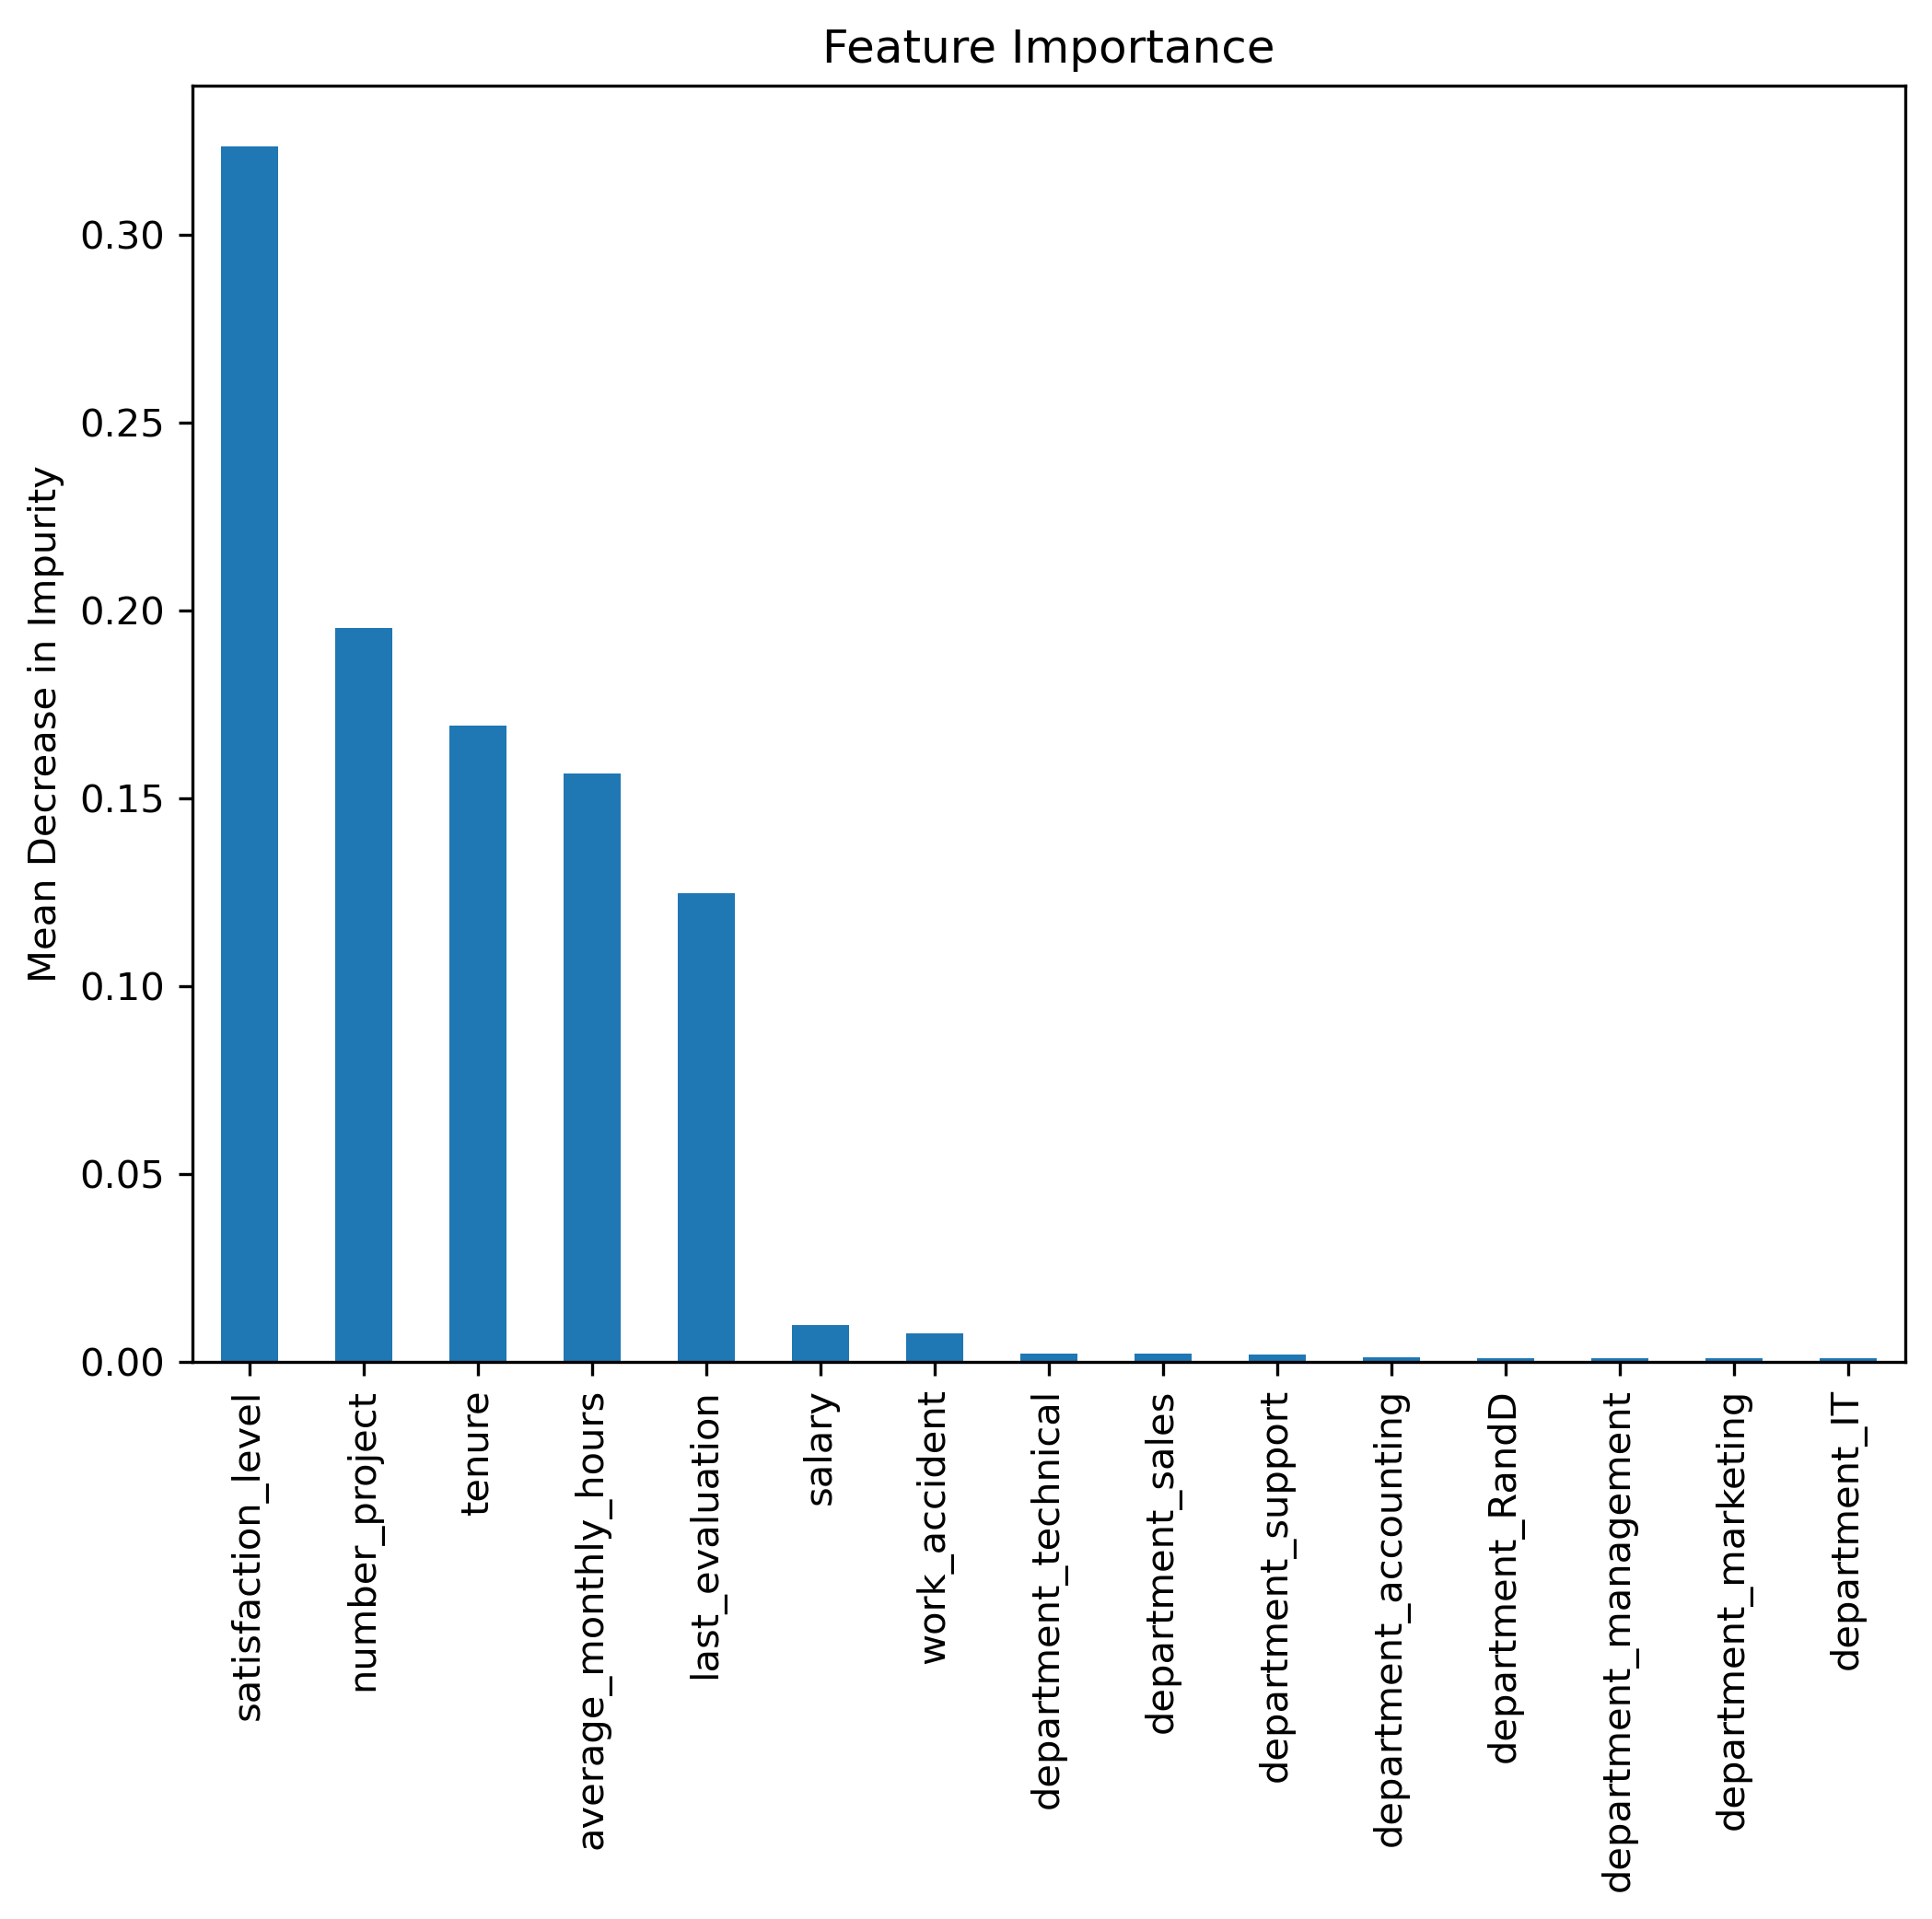 Feature Importance
Mean Decrease in Impurity
0.30
0.25
0.20
0.15
0.10
0.05
0.00
satisfaction_level
number_project
tenure
average_monthly_hours
last_evaluation
salary
work_accident
department_technical
department_sales
department_support
department_accounting
department_RandD
department_management
department_marketing
department_IT